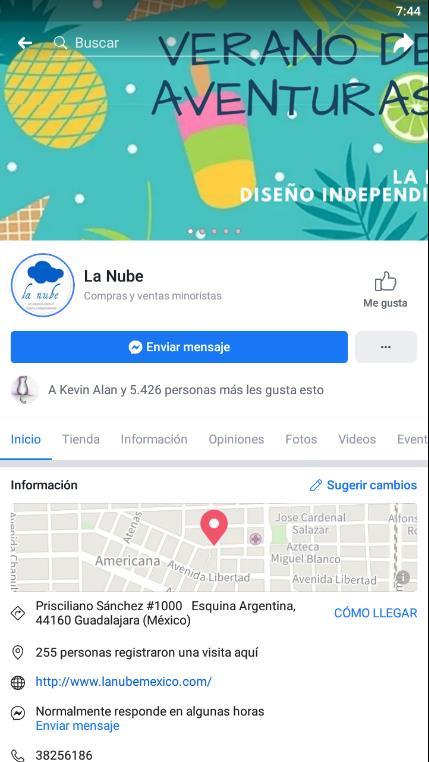 7:44
Buscar
VERANO DE
AVENTURAS
LA
DISEÑO INDEPENDI
la nube
La Nube
Compras y ventas minoristas
Me gusta
Enviar mensaje
A Kevin Alan y 5.426 personas más les gusta esto
Inicio Tienda Información Opiniones Fotos Videos Event
Información
Sugerir cambios
Avenida Chapult
Atenas
Jose Cardenal
Salazar
Alfons
Azteca
Americana
Miguel Blanco
Avenida Libertad
Avenida Libertad
Prisciliano Sánchez #1000 Esquina Argentina,
44160 Guadalajara (México)
CÓMO LLEGAR
255 personas registraron una visita aquí
http://www.lanubemexico.com/
Normalmente responde en algunas horas
Enviar mensaje
38256186